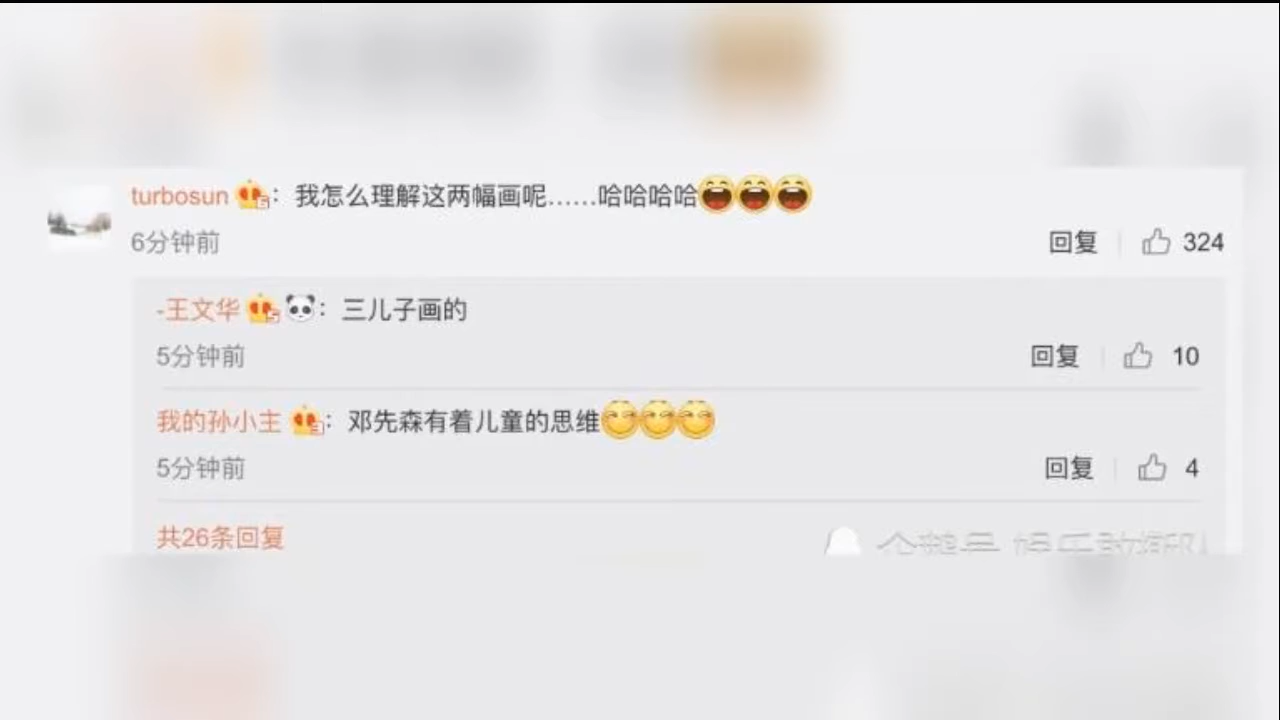 turbosun：我怎么理解这两幅画呢……哈哈哈哈
6分钟前 回复 324
-王文华：三儿子画的
5分钟前 回复 10
我的孙小主：邓先森有着儿童的思维
5分钟前 回复 4
共26条回复